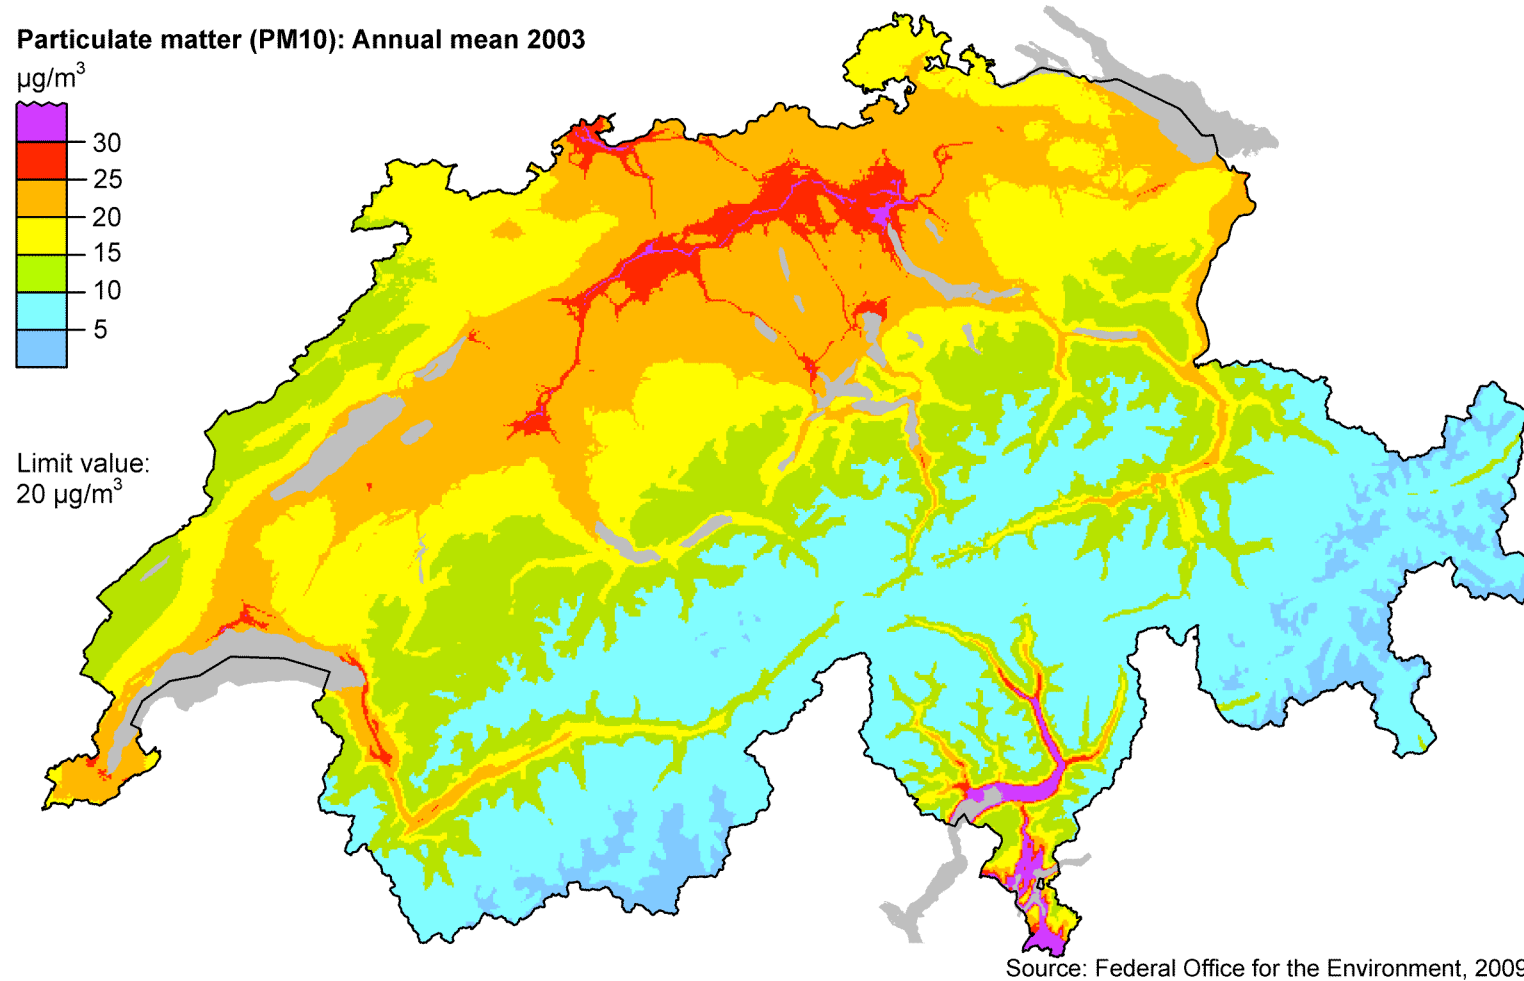 Particulate matter (PM10): Annual mean 2003
µg/m³
30
25
20
15
10
5
Limit value:
20 µg/m³
Source: Federal Office for the Environment, 2009